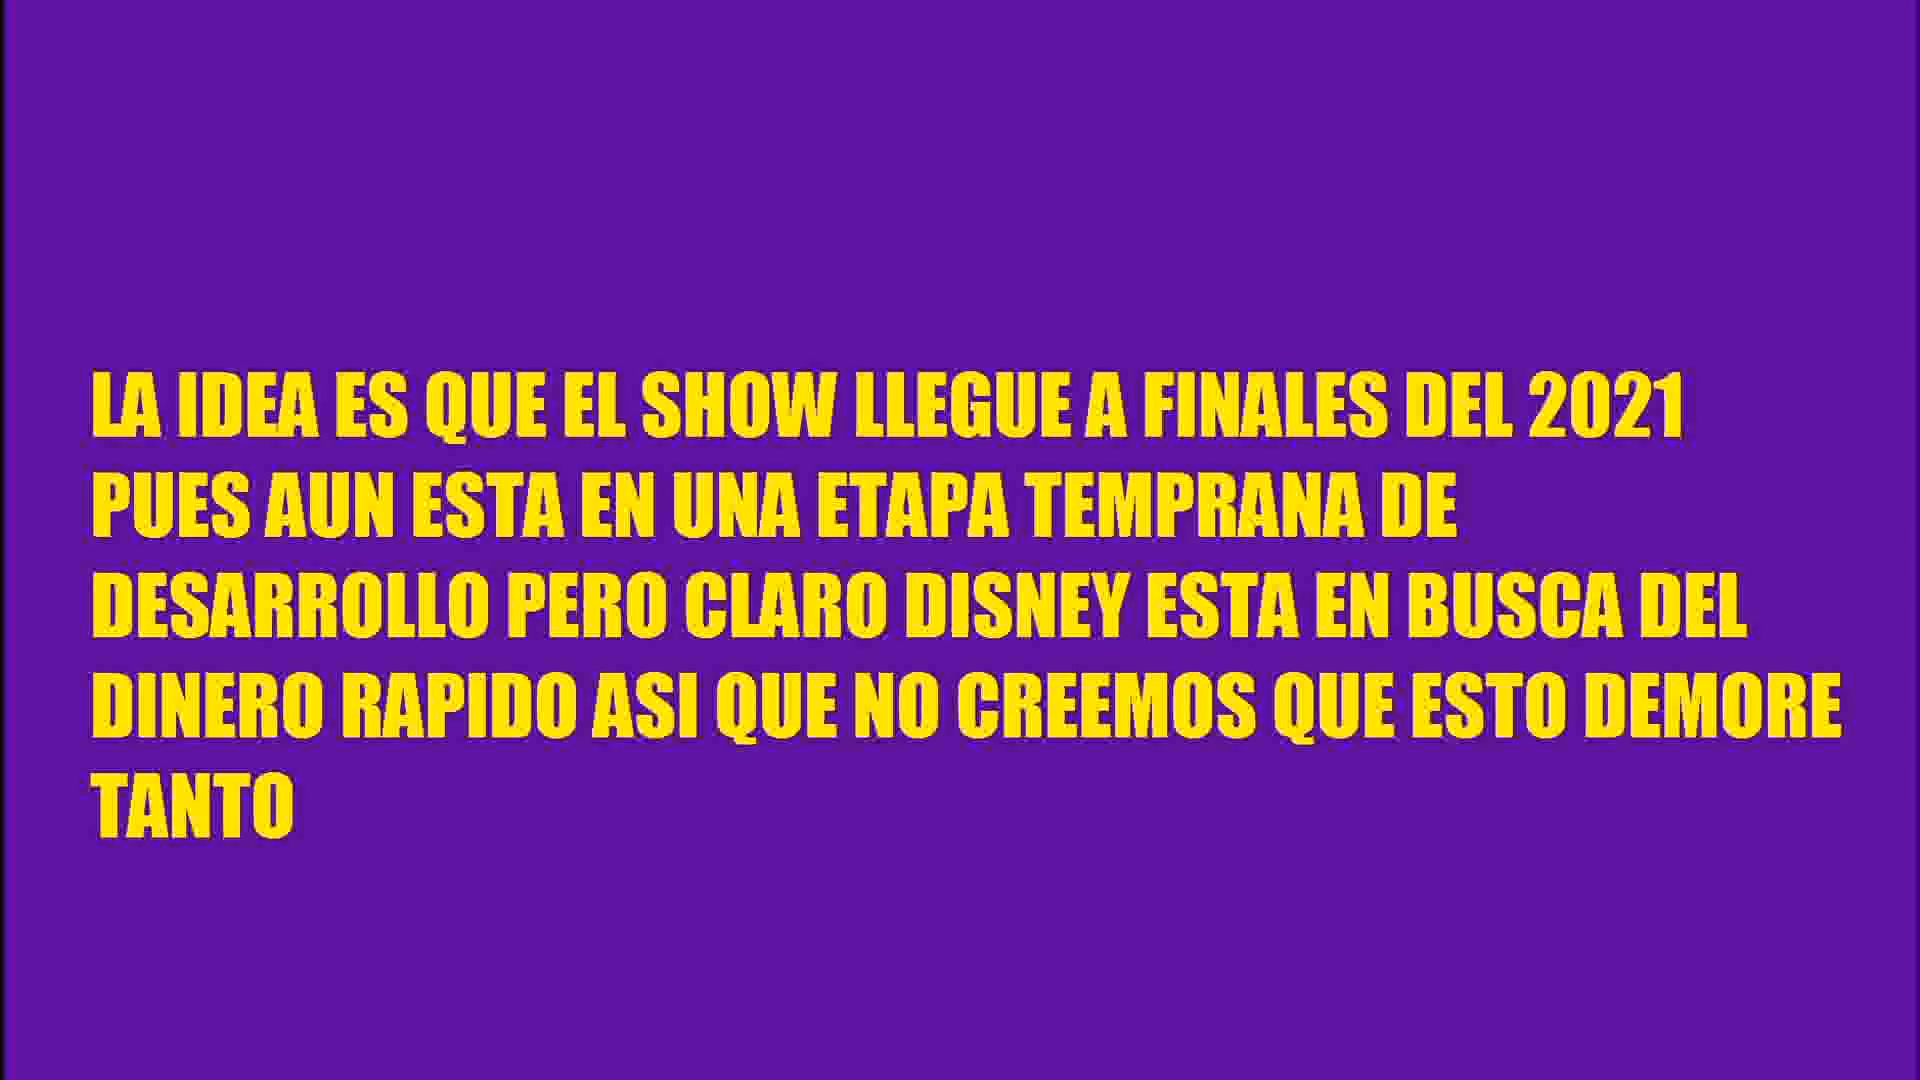 LA IDEA ES QUE EL SHOW LLEGUE A FINALES DEL 2021
PUES AUN ESTA EN UNA ETAPA TEMPRANA DE
DESARROLLO PERO CLARO DISNEY ESTA EN BUSCA DEL
DINERO RAPIDO ASI QUE NO CREEMOS QUE ESTO DEMORE
TANTO